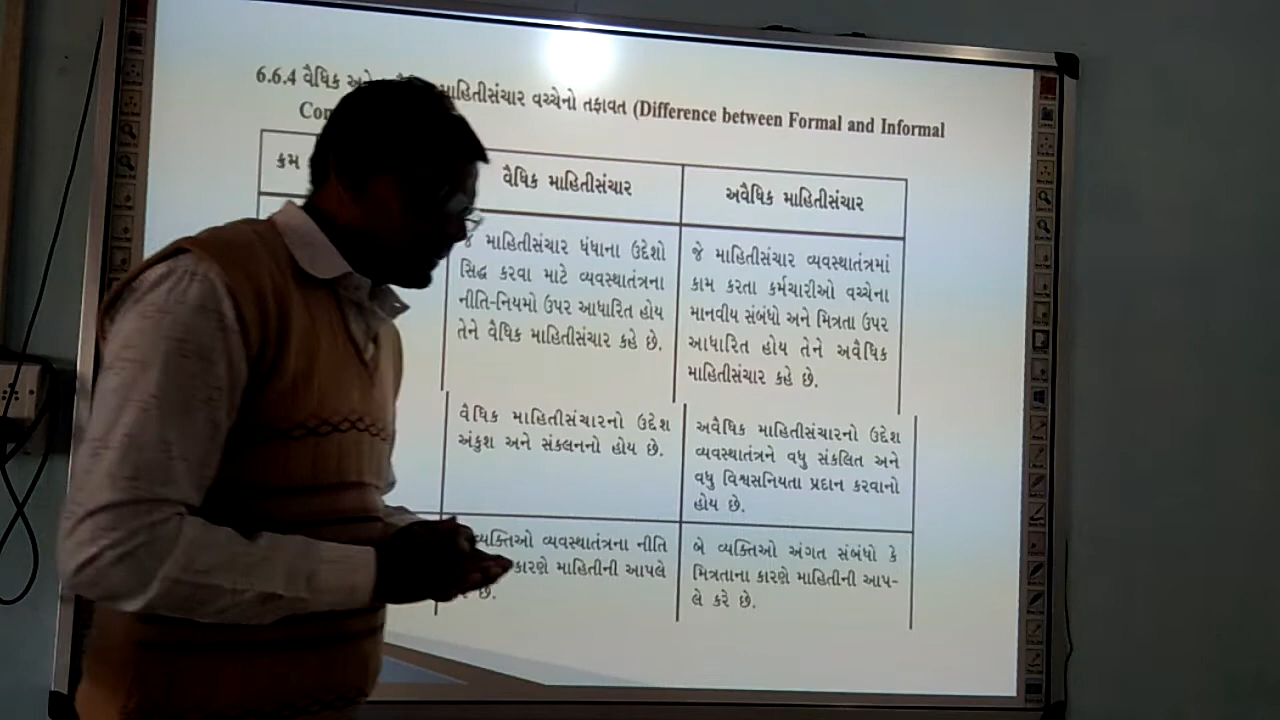 6.6.4 વૈધિક માહિતીસંચાર વચ્ચેનો તફાવત (Difference between Formal and Informal
ક્રમ
વૈધિક માહિતીસંચાર
અવૈધિક માહિતીસંચાર
માહિતીસંચાર ધંધાના ઉદ્દેશો
સિદ્ધ કરવા માટે વ્યવસ્થાતંત્રના
નીતિ-નિયમો ઉપર આધારિત હોય
તેને વૈધિક માહિતીસંચાર કહે છે.
જે માહિતીસંચાર વ્યવસ્થાતંત્રમાં
કામ કરતા કર્મચારીઓ વચ્ચેના
માનવીય સંબંધો અને મિત્રતા ઉપર
આધારિત હોય તેને અવૈધિક
માહિતીસંચાર કહે છે.
વૈધિક માહિતીસંચારનો ઉદ્દેશ
અંકુશ અને સંકલનનો હોય છે.
અવૈધિક માહિતીસંચારનો ઉદ્દેશ
વ્યવસ્થાતંત્રને વધુ સંકલિત અને
વધુ વિશ્વસનિયતા પ્રદાન કરવાનો
હોય છે.
વ્યક્તિઓ વ્યવસ્થાતંત્રના નીતિ
કારણે માહિતીની આપલે
છે.
બે વ્યક્તિઓ અંગત સંબંધો કે
મિત્રતાના કારણે માહિતીની આપ-
લે કરે છે.